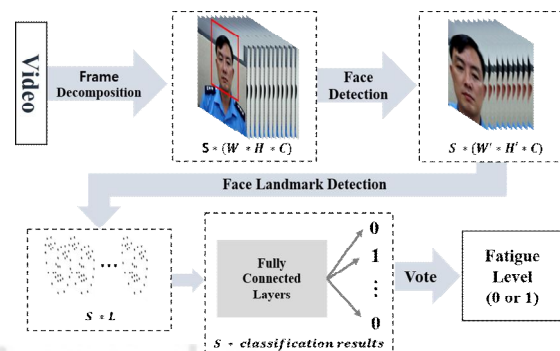 Video
Frame
Decomposition
S * (W * H * C)
Face
Detection
S * (W' * H' * C)
Face Landmark Detection
...
S * L
Fully
Connected
Layers
0
1
⋮
0
S * classification results
Vote
Fatigue
Level
(0 or 1)